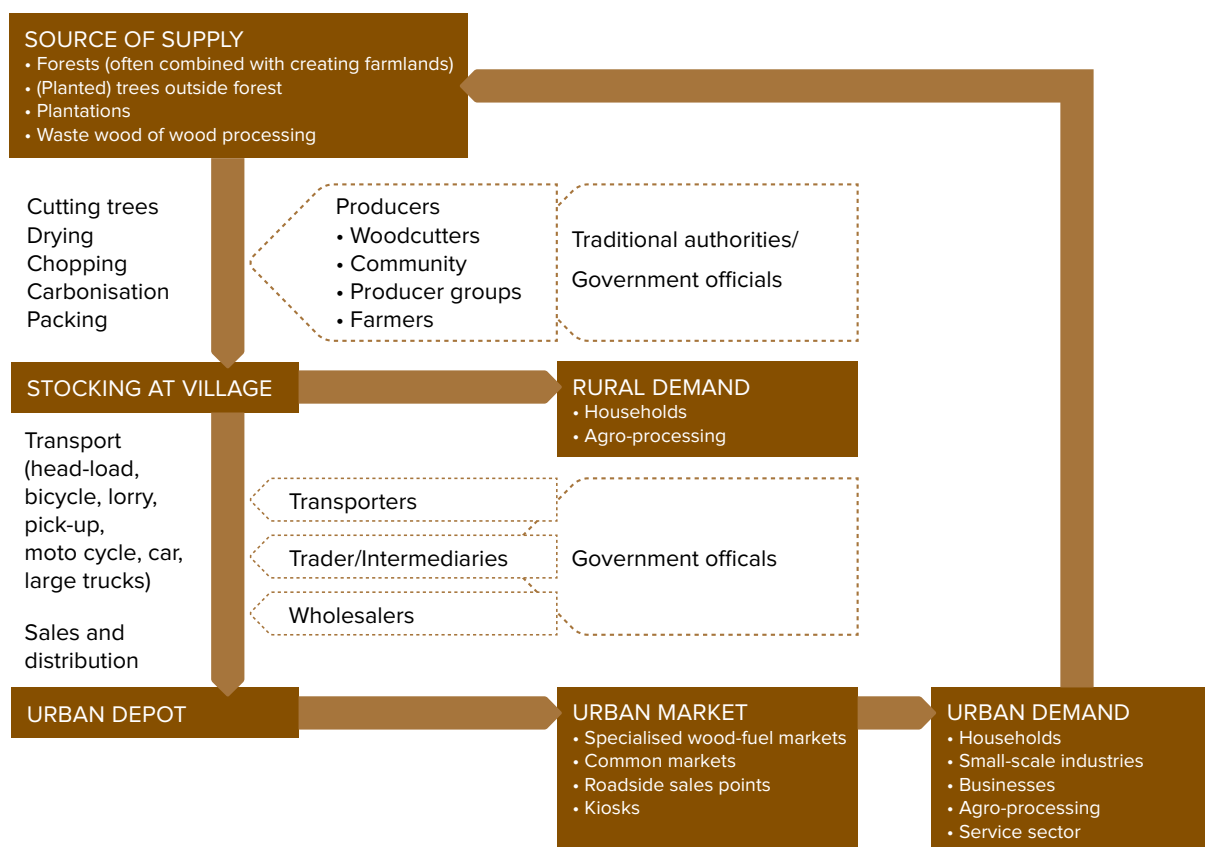 SOURCE OF SUPPLY
• Forests (often combined with creating farmlands)
• (Planted) trees outside forest
• Plantations
• Waste wood of wood processing
Cutting trees
Drying
Chopping
Carbonisation
Packing
Producers
• Woodcutters
• Community
• Producer groups
• Farmers
Traditional authorities/
Government officials
STOCKING AT VILLAGE
RURAL DEMAND
• Households
• Agro-processing
Transport
(head-load,
bicycle, lorry,
pick-up,
moto cycle, car,
large trucks)
Sales and
distribution
Transporters
Trader/Intermediaries
Wholesalers
Government officals
URBAN DEPOT
URBAN MARKET
• Specialised wood-fuel markets
• Common markets
• Roadside sales points
• Kiosks
URBAN DEMAND
• Households
• Small-scale industries
• Businesses
• Agro-processing
• Service sector